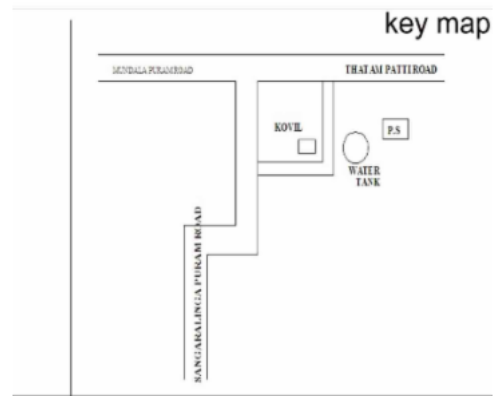 key map
MUNDALA PURAM ROAD
THATAM PATTI ROAD
KOVIL
P.S
WATER
TANK
SANGARALINGA PURAM ROAD